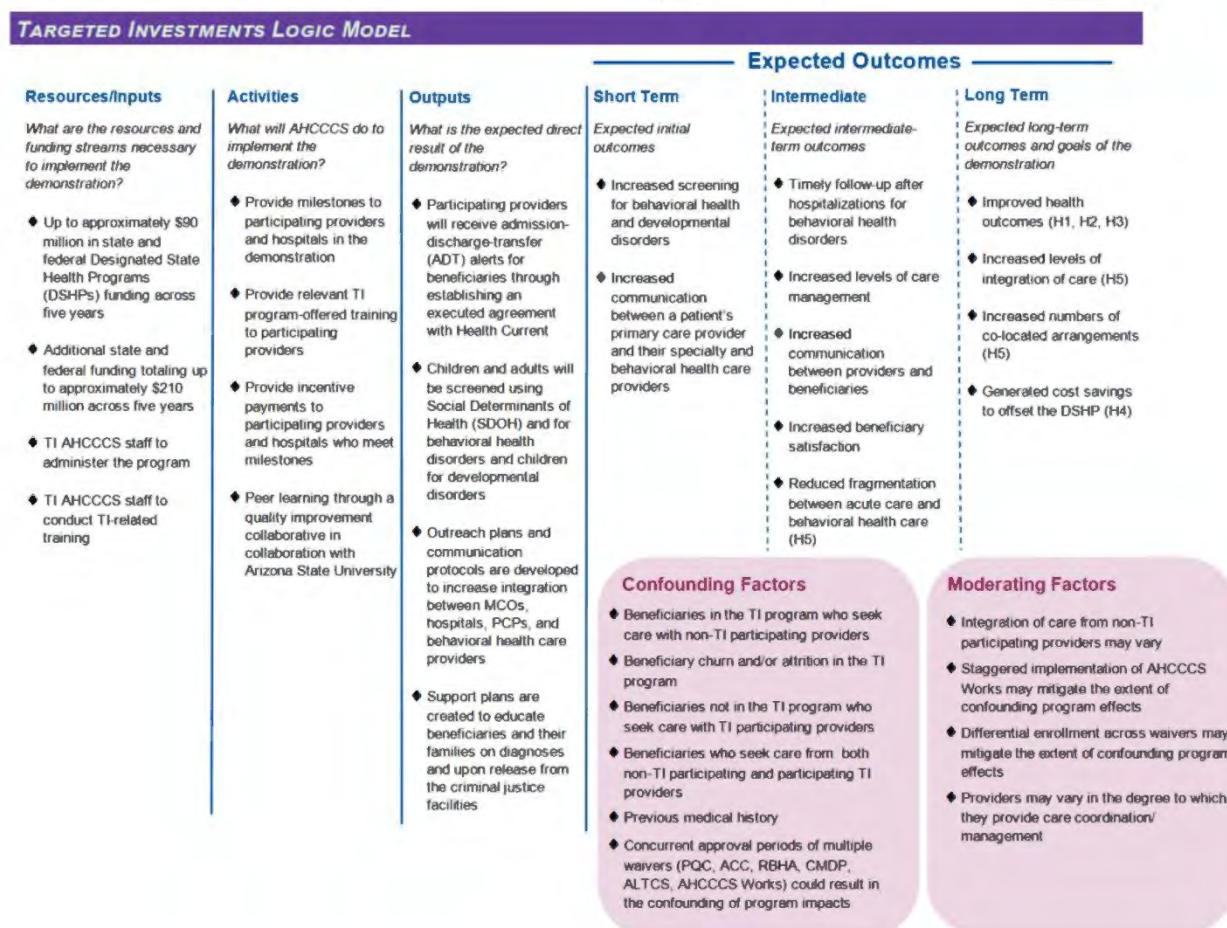 TARGETED INVESTMENTS LOGIC MODEL
Expected Outcomes
Resources/Inputs
What are the resources and
funding streams necessary
to implement the
demonstration?
◆ Up to approximately $90
million in state and
federal Designated State
Health Programs
(DSHPs) funding across
five years
◆ Additional state and
federal funding totaling up
to approximately $210
million across five years
◆ TI AHCCCS staff to
administer the program
◆ TI AHCCCS staff to
conduct TI-related
training
Activities
What will AHCCCS do to
implement the
demonstration?
◆ Provide milestones to
participating providers
and hospitals in the
demonstration
◆ Provide relevant TI
program-offered training
to participating
providers
◆ Provide incentive
payments to
participating providers
and hospitals who meet
milestones
◆ Peer learning through a
quality improvement
collaborative in
collaboration with
Arizona State University
Outputs
What is the expected direct
result of the
demonstration?
◆ Participating providers
will receive admission-
discharge-transfer
(ADT) alerts for
beneficiaries through
establishing an
executed agreement
with Health Current
◆ Children and adults will
be screened using
Social Determinants of
Health (SDOH) and for
behavioral health
disorders and children
for developmental
disorders
◆ Outreach plans and
communication
protocols are developed
to increase integration
between MCOs,
hospitals, PCPs, and
behavioral health care
providers
◆ Support plans are
created to educate
beneficiaries and their
families on diagnoses
and upon release from
the criminal justice
facilities
Short Term
Expected initial
outcomes
◆ Increased screening
for behavioral health
and developmental
disorders
◆ Increased
communication
between a patient's
primary care provider
and their specialty and
behavioral health care
providers
Intermediate
Expected intermediate-
term outcomes
◆ Timely follow-up after
hospitalizations for
behavioral health
disorders
◆ Increased levels of care
management
◆ Increased
communication
between providers and
beneficiaries
◆ Increased beneficiary
satisfaction
◆ Reduced fragmentation
between acute care and
behavioral health care
(H5)
Long Term
Expected long-term
outcomes and goals of the
demonstration
◆ Improved health
outcomes (H1, H2, H3)
◆ Increased levels of
integration of care (H5)
◆ Increased numbers of
co-located arrangements
(H5)
◆ Generated cost savings
to offset the DSHP (H4)
Confounding Factors
◆ Beneficiaries in the TI program who seek
care with non-TI participating providers
◆ Beneficiary churn and/or attrition in the TI
program
◆ Beneficiaries not in the TI program who
seek care with TI participating providers
◆ Beneficiaries who seek care from both
non-TI participating and participating TI
providers
◆ Previous medical history
◆ Concurrent approval periods of multiple
waivers (PQC, ACC, RBHA, CMDP,
ALTCS, AHCCCS Works) could result in
the confounding of program impacts
Moderating Factors
◆ Integration of care from non-TI
participating providers may vary
◆ Staggered implementation of AHCCCS
Works may mitigate the extent of
confounding program effects
◆ Differential enrollment across waivers may
mitigate the extent of confounding program
effects
◆ Providers may vary in the degree to which
they provide care coordination/
management